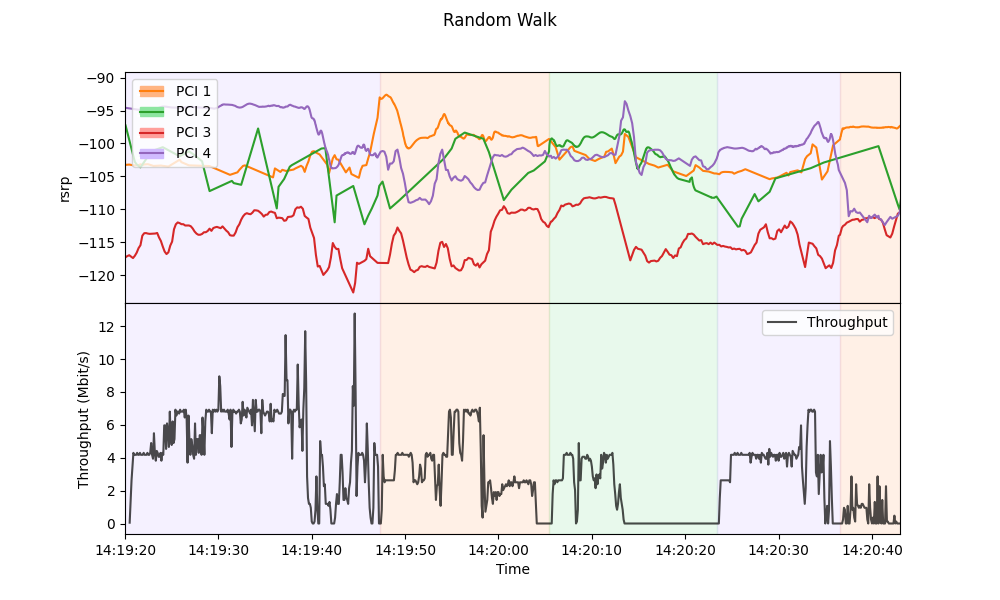 Random Walk
−90
−95
−100
−105
−110
−115
−120
rsrp
PCI 1
PCI 2
PCI 3
PCI 4
12
10
8
6
4
2
0
Throughput (Mbit/s)
Throughput
14:19:20 14:19:30 14:19:40 14:19:50 14:20:00 14:20:10 14:20:20 14:20:30 14:20:40
Time